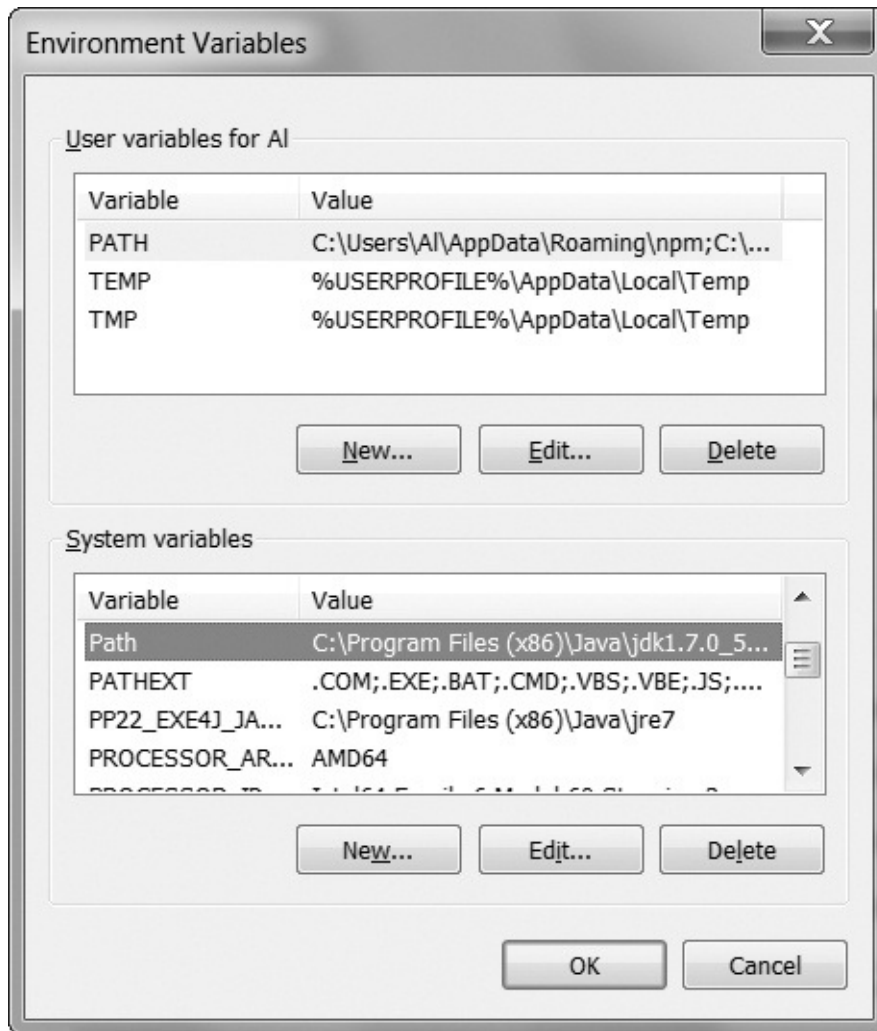 Environment Variables
User variables for Al
Variable Value
PATH C:\Users\Al\AppData\Roaming\npm;C:\...
TEMP %USERPROFILE%\AppData\Local\Temp
TMP %USERPROFILE%\AppData\Local\Temp
New... Edit... Delete
System variables
Variable Value
Path C:\Program Files (x86)\Java\jdk1.7.0_5...
PATHEXT .COM;.EXE;.BAT;.CMD;.VBS;.VBE;.JS;....
PP22_EXE4J_JA... C:\Program Files (x86)\Java\jre7
PROCESSOR_AR... AMD64
New... Edit... Delete
OK Cancel